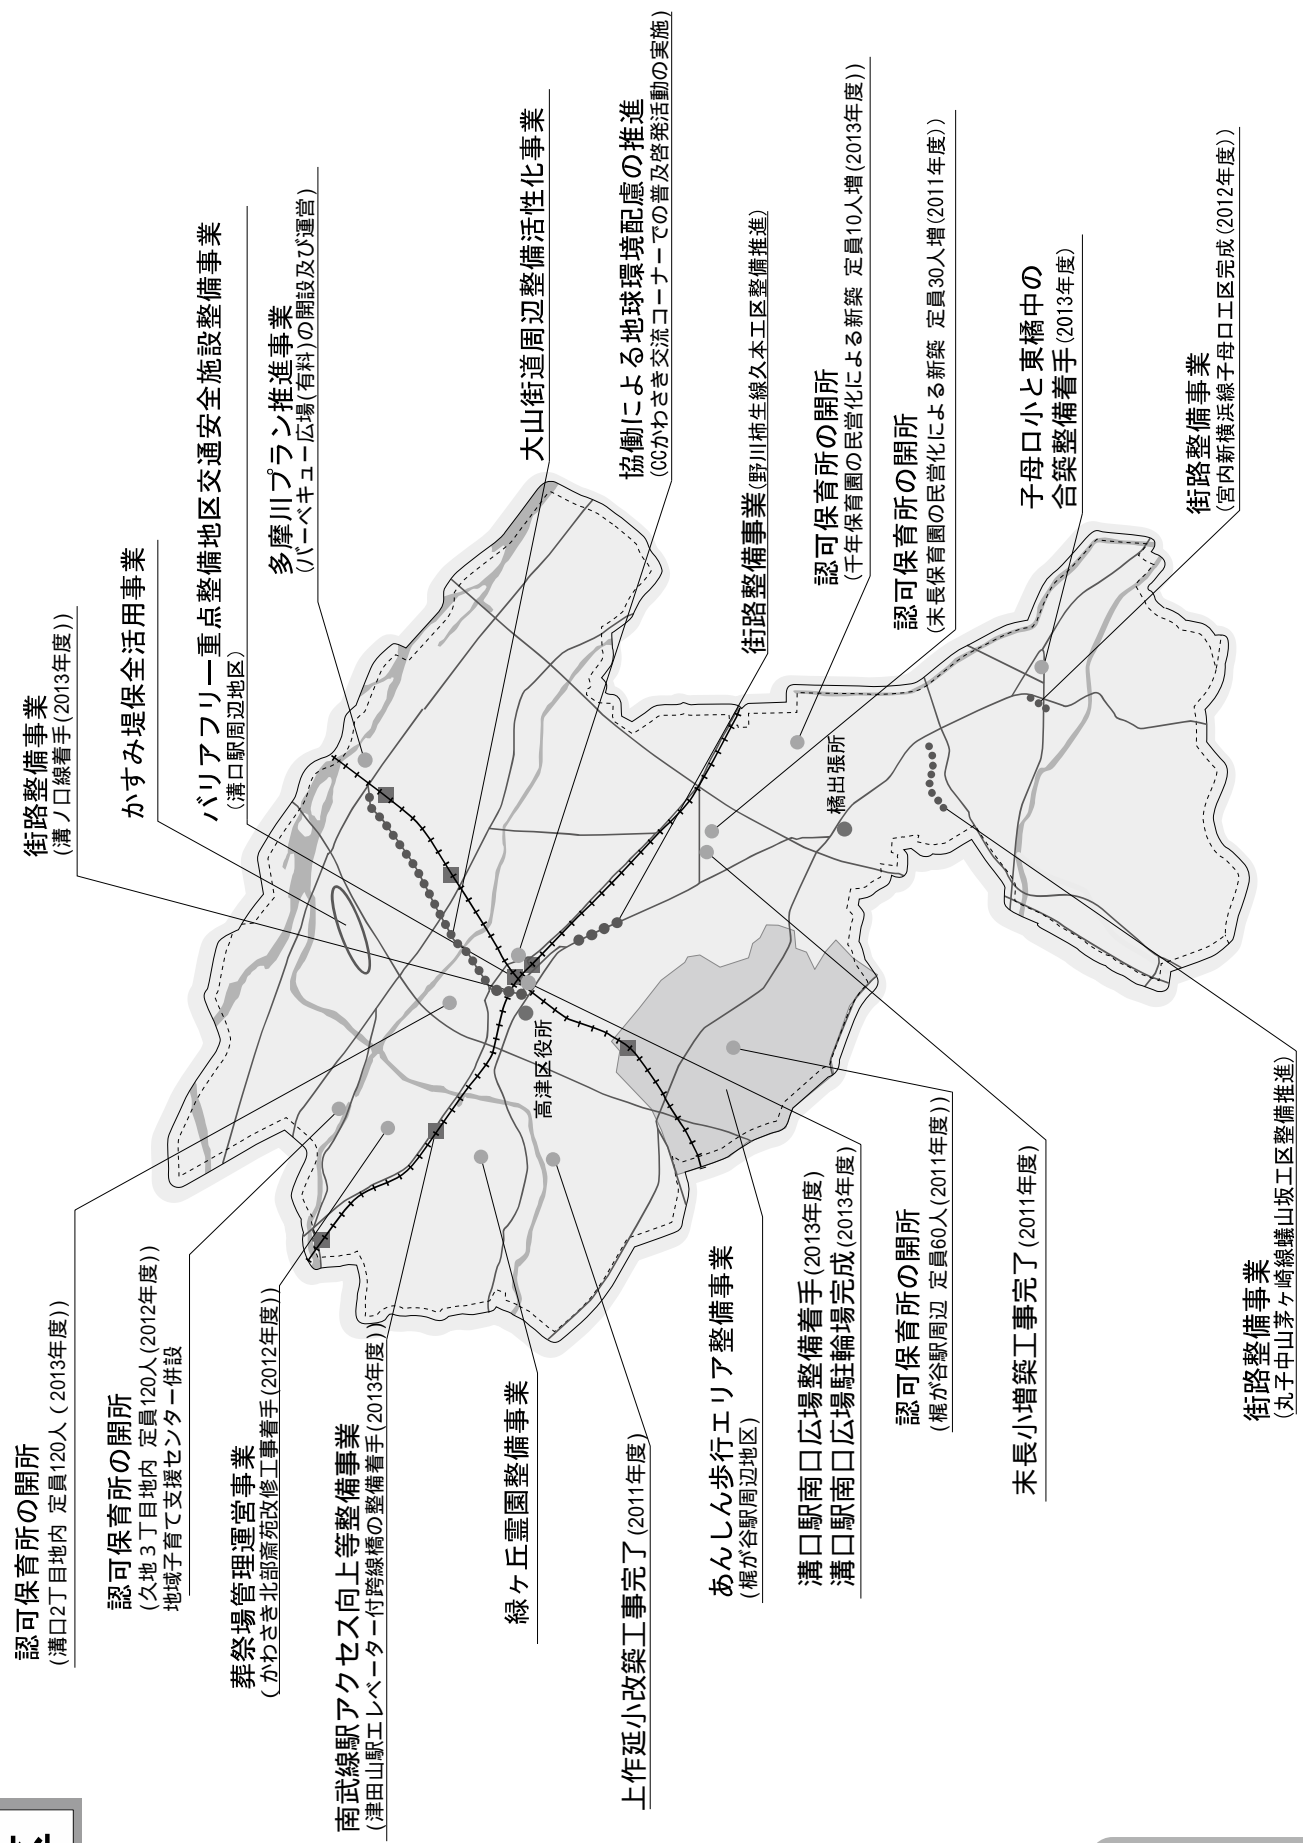 認可保育所の開所
(溝口2丁目地内 定員120人(2013年度))
認可保育所の開所
(久地3丁目地内 定員120人(2012年度))
地域子育て支援センター併設
葬祭場管理運営事業
(かわさき北部斎苑改修工事着手(2012年度))
南武線駅アクセス向上等整備事業
(津田山駅エレベーター付跨線橋の整備着手(2013年度))
緑ヶ丘霊園整備事業
上作延小改築工事完了(2011年度)
あんしん歩行エリア整備事業
(梶が谷駅周辺地区)
溝口駅南口広場整備着手(2013年度)
溝口駅南口広場駐輪場完成(2013年度)
認可保育所の開所
(梶が谷駅周辺 定員60人(2011年度))
末長小増築工事完了(2011年度)
街路整備事業
(丸子中山茅ヶ崎線蟻山坂工区整備推進)
高津区役所
橘出張所
街路整備事業
(溝ノ口線着手(2013年度))
かすみ堤保全活用事業
バリアフリー重点整備地区交通安全施設整備事業
(溝口駅周辺地区)
多摩川プラン推進事業
(バーベキュー広場(有料)の開設及び運営)
大山街道周辺整備活性化事業
協働による地球環境配慮の推進
(CCかわさき交流コーナーでの普及啓発活動の実施)
街路整備事業(野川柿生線久本工区整備推進)
認可保育所の開所
(千年保育園の民営化による新築 定員10人増(2013年度))
認可保育所の開所
(末長保育園の民営化による新築 定員30人増(2011年度))
子母口小と東橘中の
合築整備着手(2013年度)
街路整備事業
(宮内新横浜線子母口工区完成(2012年度))